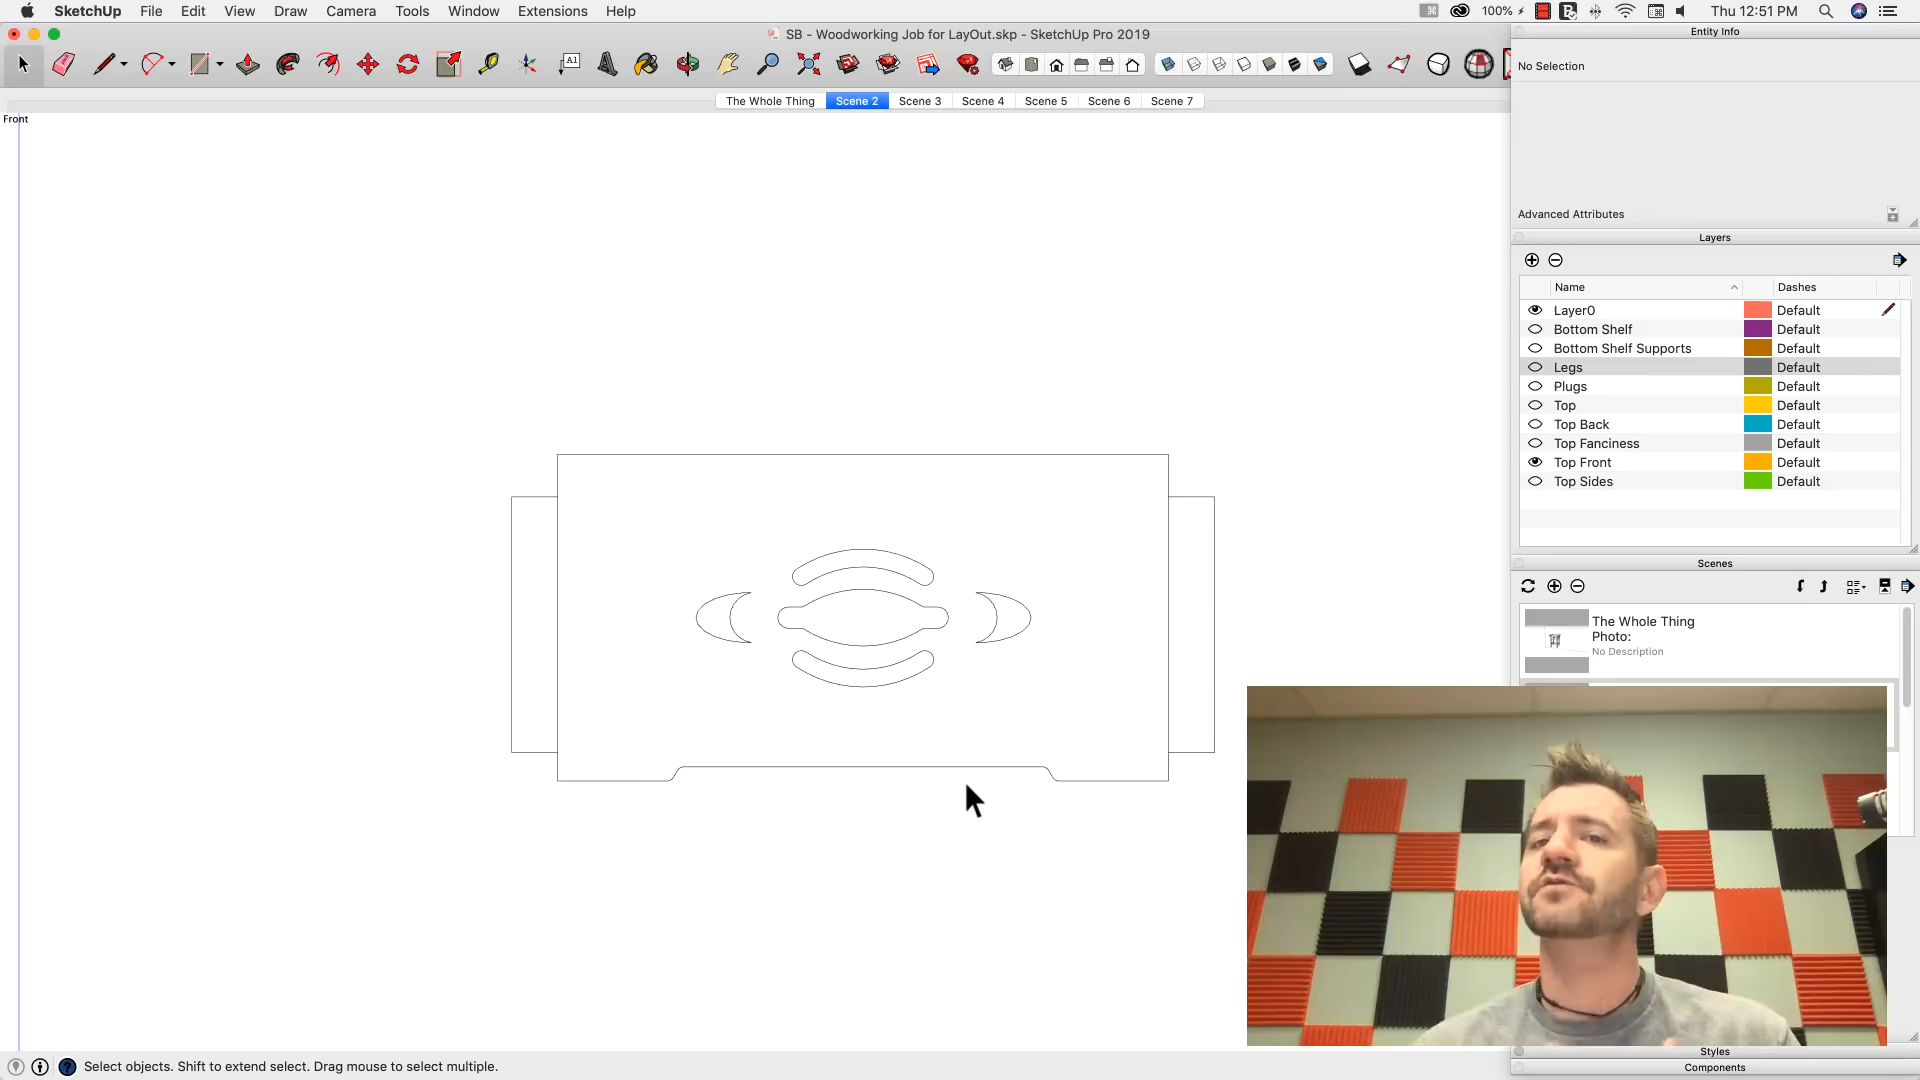 SketchUp File Edit View Draw Camera Tools Window Extensions Help 100% Thu 12:51 PM
SB - Woodworking Job for LayOut.skp - SketchUp Pro 2019
Entity Info
A1
No Selection
The Whole Thing Scene 2 Scene 3 Scene 4 Scene 5 Scene 6 Scene 7
Front
Advanced Attributes
Layers
Name Dashes
Layer0 Default
Bottom Shelf Default
Bottom Shelf Supports Default
Legs Default
Plugs Default
Top Default
Top Back Default
Top Fanciness Default
Top Front Default
Top Sides Default
Scenes
The Whole Thing
Photo:
No Description
Styles
Components
Select objects. Shift to extend select. Drag mouse to select multiple.